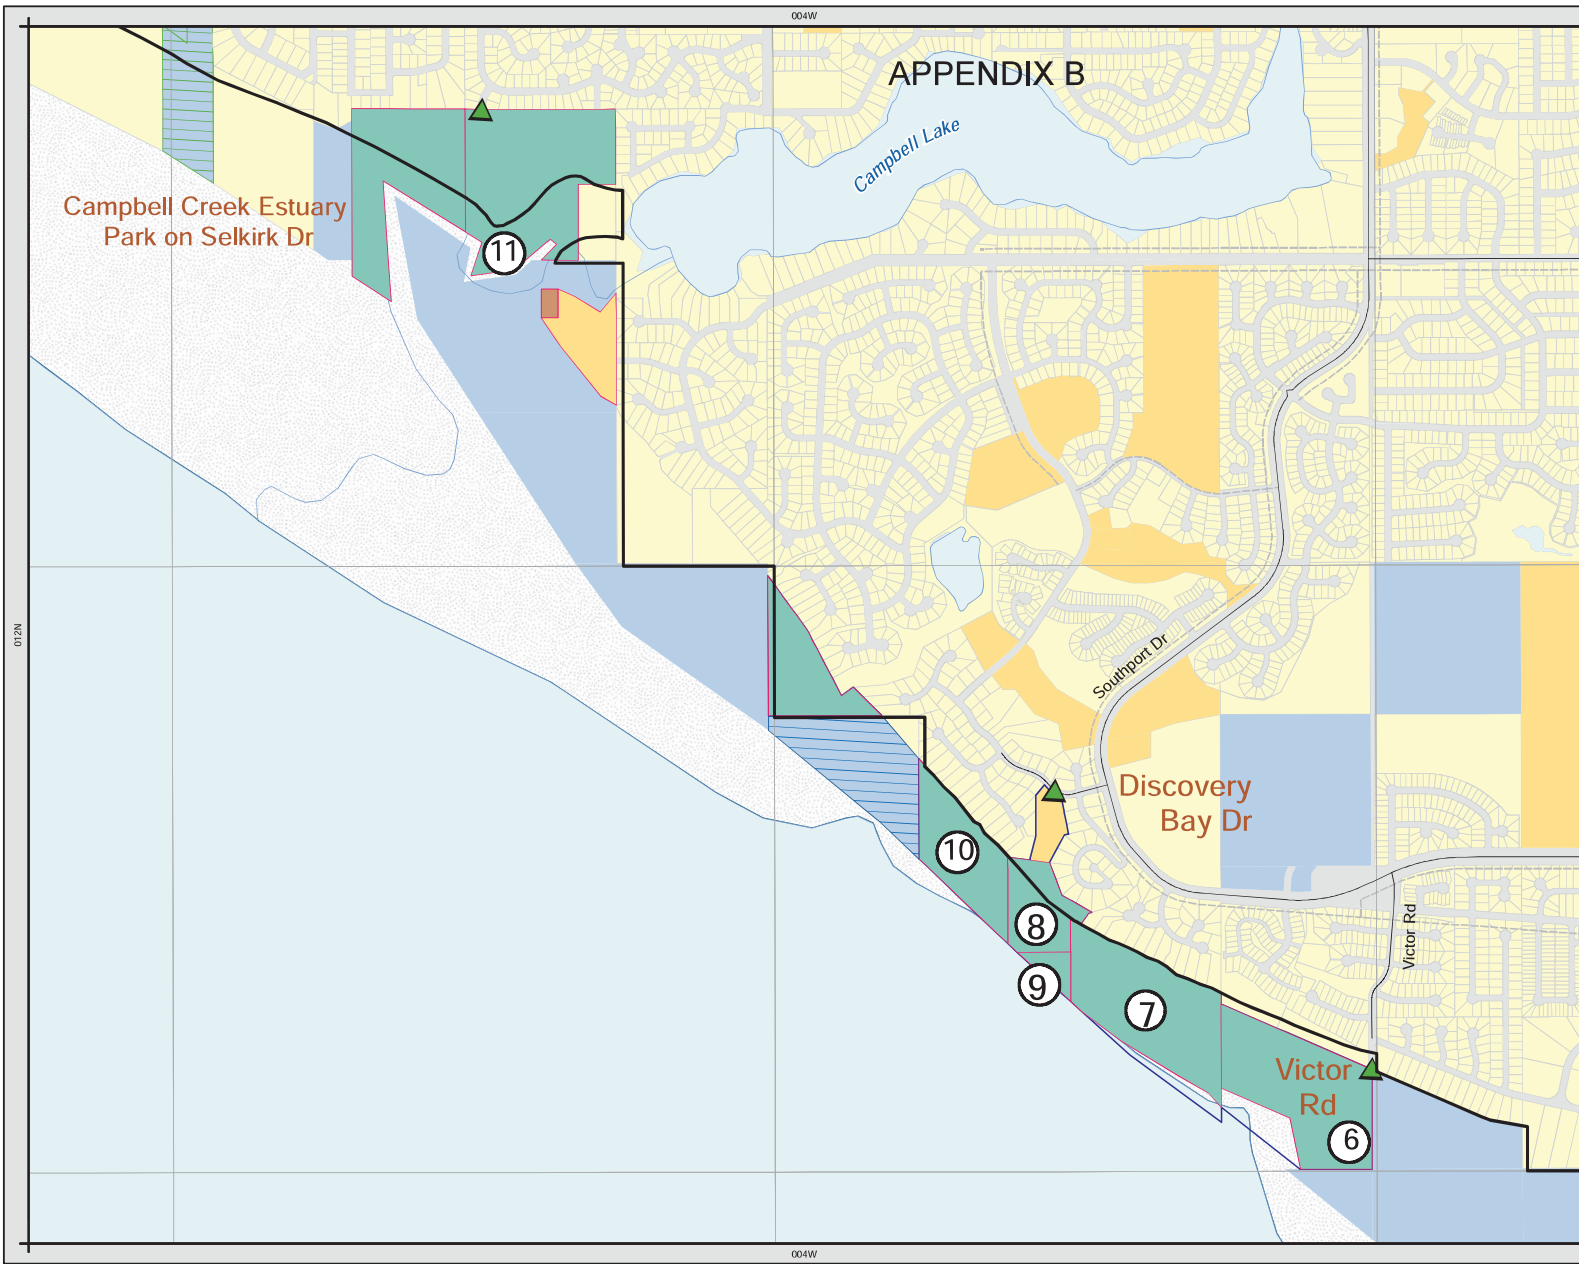 004W
APPENDIX B
Campbell Lake
Campbell Creek Estuary
Park on Selkirk Dr
11
012N
Southport Dr
Discovery
Bay Dr
10
8
9
7
Victor Rd
Victor
Rd
6
004W